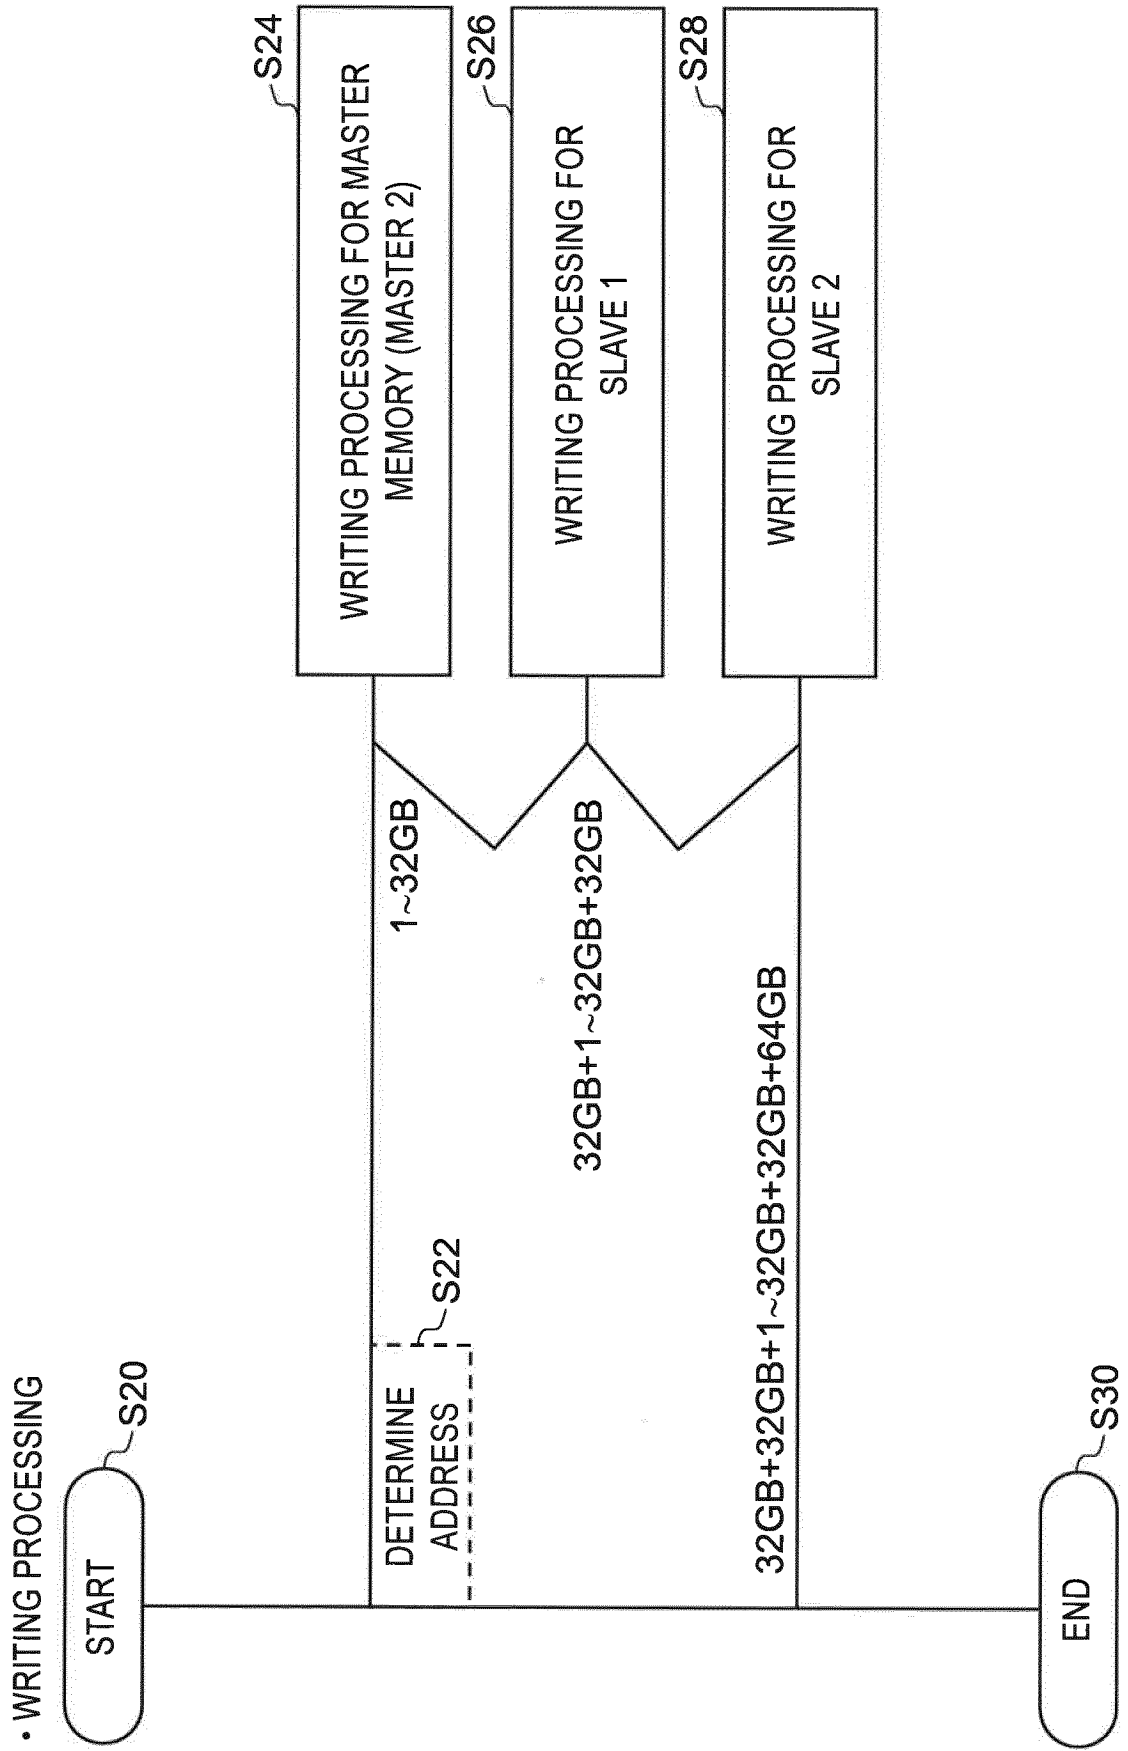 • WRITING PROCESSING
START
S20
DETERMINE
ADDRESS
S22
1~32GB
WRITING PROCESSING FOR MASTER
MEMORY (MASTER 2)
S24
32GB+1~32GB+32GB
WRITING PROCESSING FOR
SLAVE 1
S26
32GB+32GB+1~32GB+32GB+64GB
WRITING PROCESSING FOR
SLAVE 2
S28
END
S30